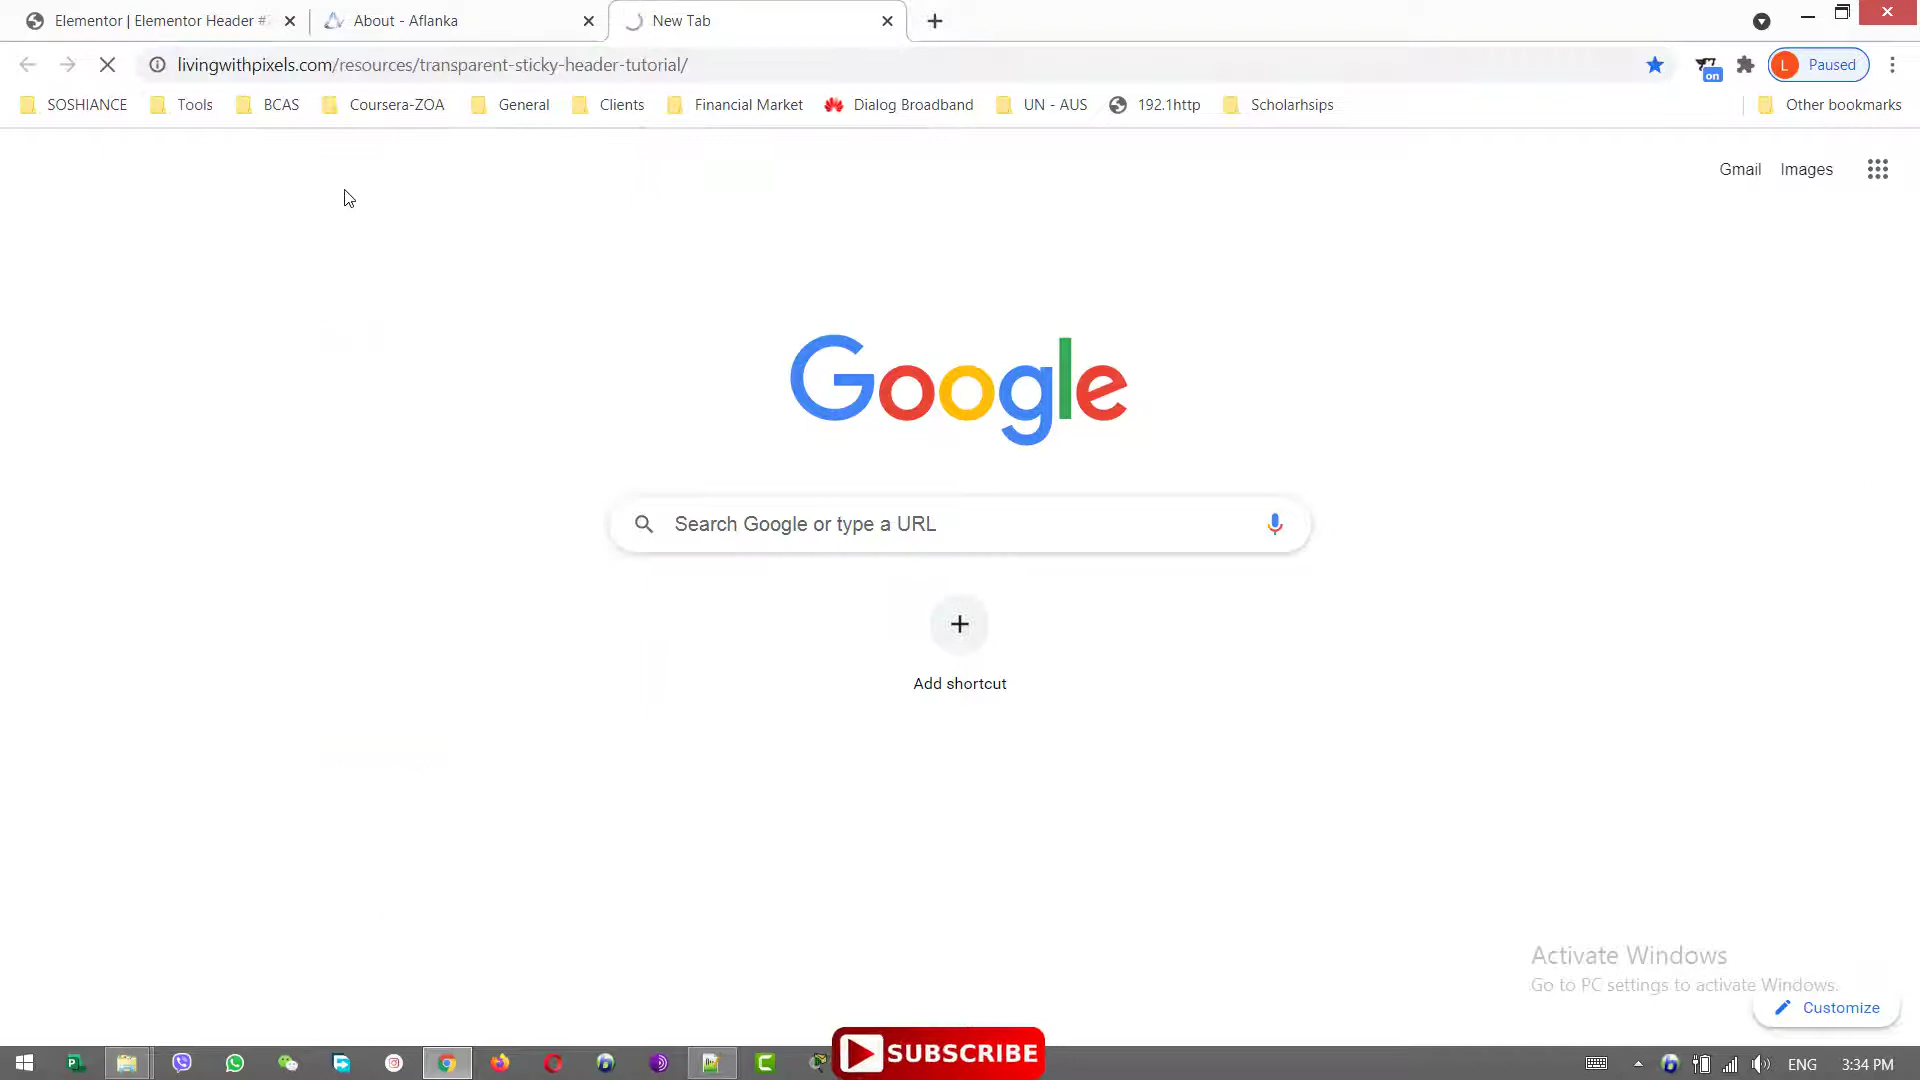 Elementor | Elementor Header #
About - Aflanka
New Tab
livingwithpixels.com/resources/transparent-sticky-header-tutorial/
on
L
Paused
SOSHIANCE
Tools
BCAS
Coursera-ZOA
General
Clients
Financial Market
Dialog Broadband
UN - AUS
192.1http
Scholarhsips
Other bookmarks
Gmail
Images
Google
Search Google or type a URL
Add shortcut
Activate Windows
Go to PC settings to activate Windows.
Customize
SUBSCRIBE
ENG
3:34 PM